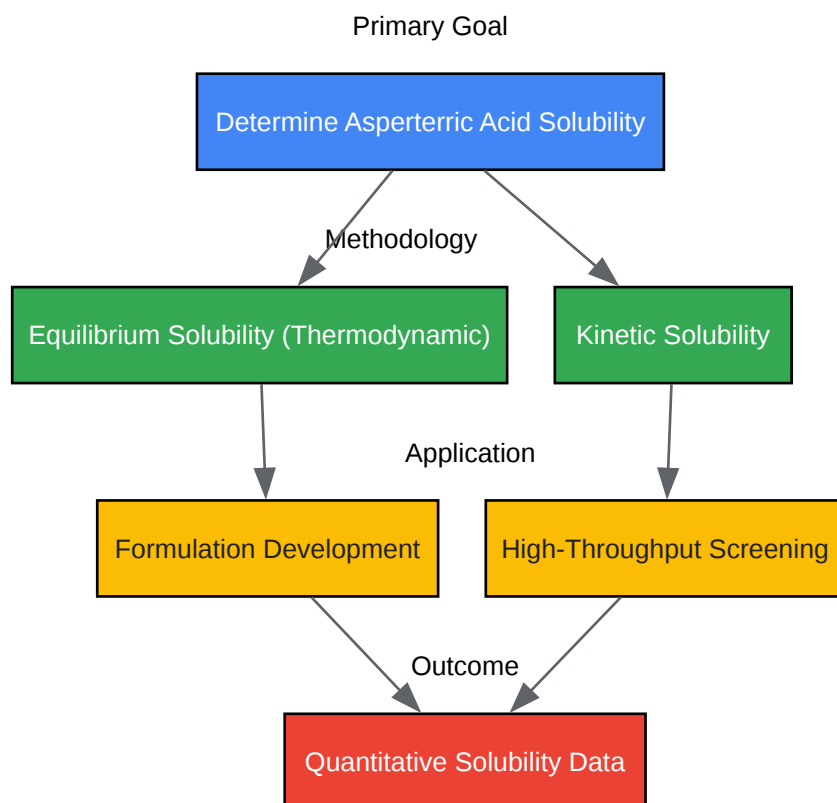 Primary Goal
Determine Asperterric Acid Solubility
Methodology
Equilibrium Solubility (Thermodynamic)
Kinetic Solubility
Application
Formulation Development
High-Throughput Screening
Outcome
Quantitative Solubility Data